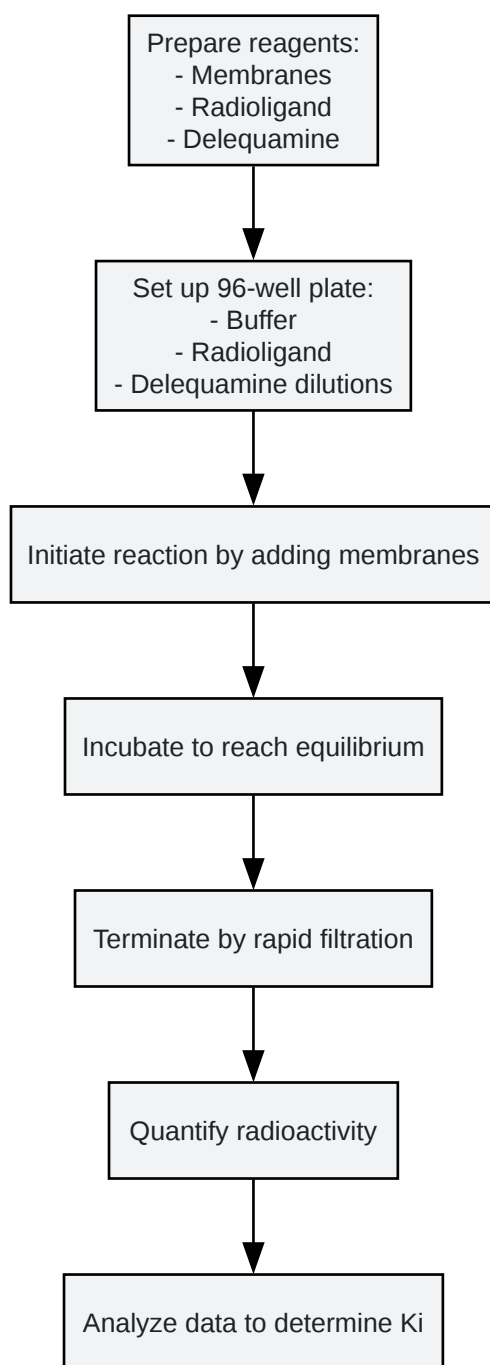 Prepare reagents:
- Membranes
- Radioligand
- Delequamine
Set up 96-well plate:
- Buffer
- Radioligand
- Delequamine dilutions
Initiate reaction by adding membranes
Incubate to reach equilibrium
Terminate by rapid filtration
Quantify radioactivity
Analyze data to determine Ki